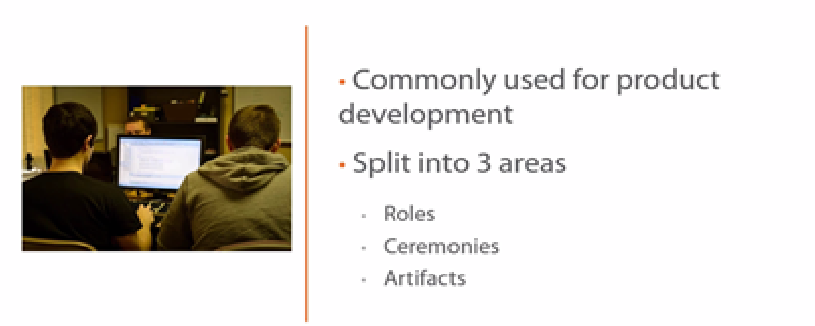 • Commonly used for product
development
• Split into 3 areas
• Roles
• Ceremonies
• Artifacts